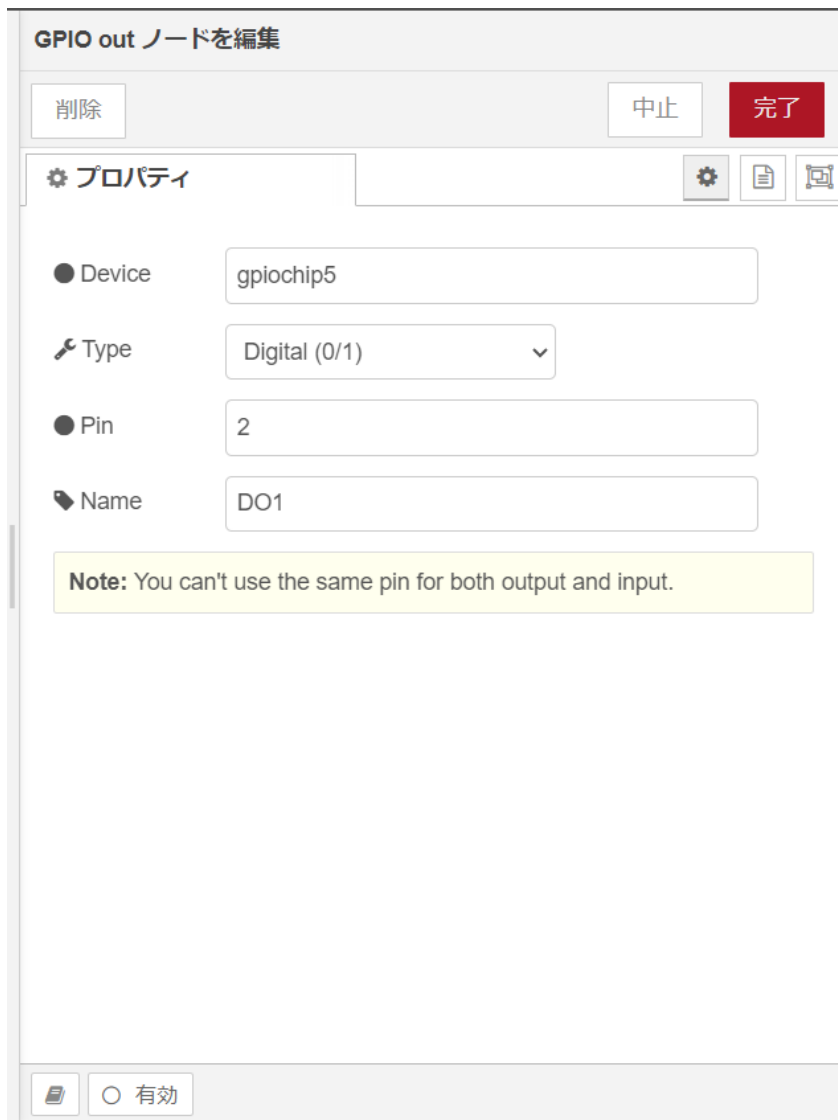 GPIO out ノードを編集
削除 中止 完了
プロパティ
Device gpiochip5
Type Digital (0/1)
Pin 2
Name DO1
Note: You can't use the same pin for both output and input.
有効